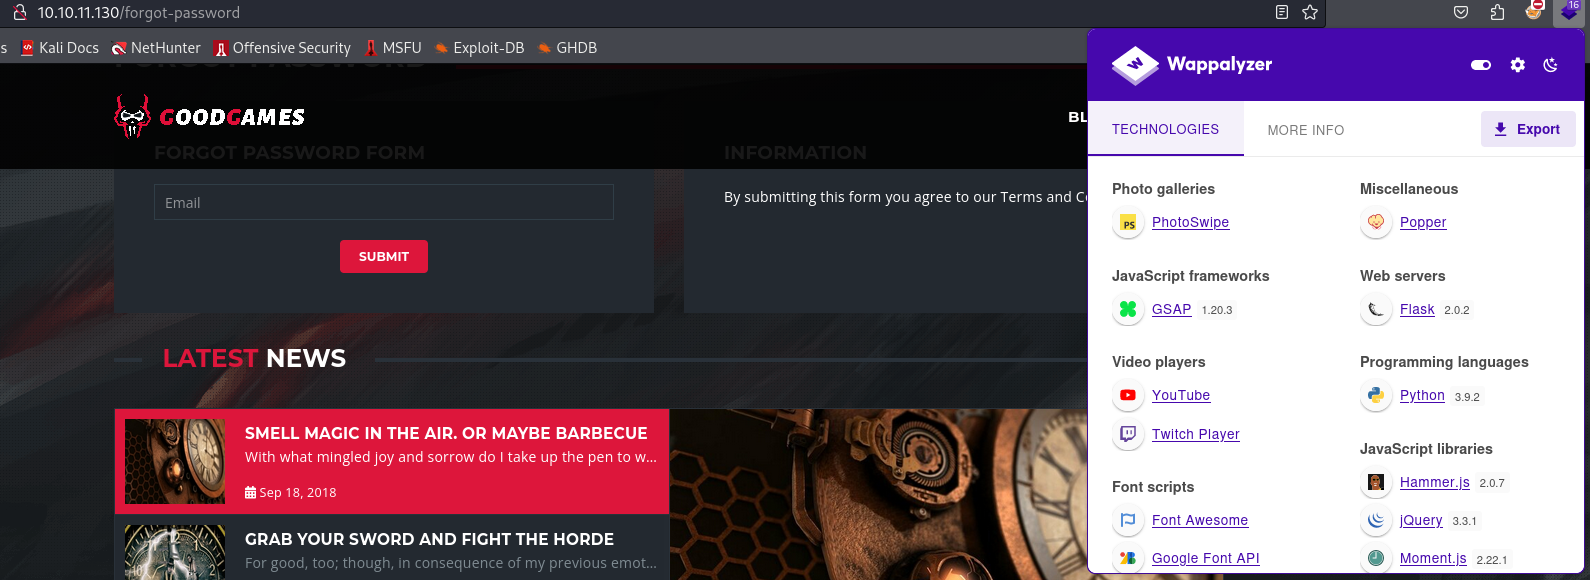 10.10.11.130/forgot-password
16
s Kali Docs NetHunter Offensive Security MSFU Exploit-DB GHDB
FORGOT PASSWORD
GOODGAMES
BL
FORGOT PASSWORD FORM
Email
SUBMIT
INFORMATION
By submitting this form you agree to our Terms and Co
LATEST NEWS
SMELL MAGIC IN THE AIR. OR MAYBE BARBECUE
With what mingled joy and sorrow do I take up the pen to w...
Sep 18, 2018
GRAB YOUR SWORD AND FIGHT THE HORDE
For good, too; though, in consequence of my previous emot...
Wappalyzer
TECHNOLOGIES
MORE INFO
Export
Photo galleries
PS
PhotoSwipe
JavaScript frameworks
GSAP 1.20.3
Video players
YouTube
Twitch Player
Font scripts
Font Awesome
Google Font API
Miscellaneous
Popper
Web servers
Flask 2.0.2
Programming languages
Python 3.9.2
JavaScript libraries
Hammer.js 2.0.7
jQuery 3.3.1
Moment.js 2.22.1